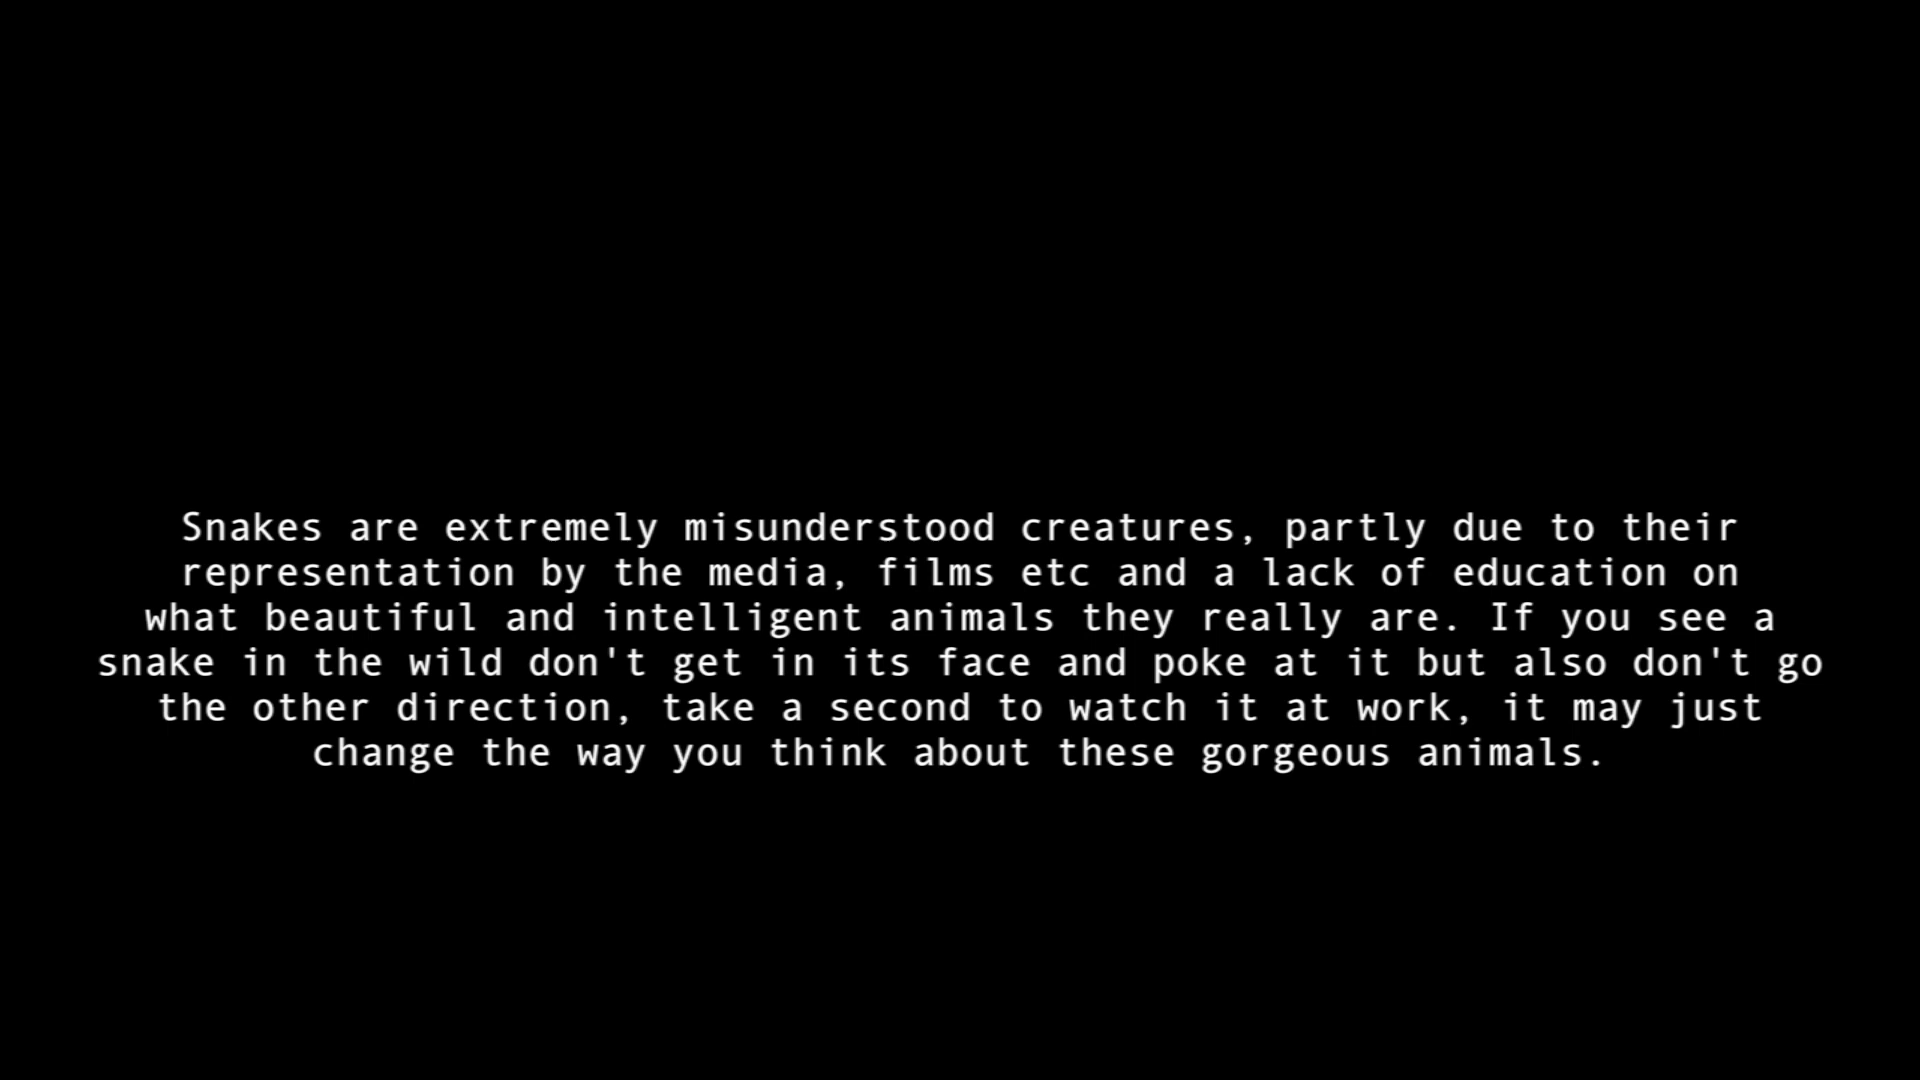 Snakes are extremely misunderstood creatures, partly due to their
representation by the media, films etc and a lack of education on
what beautiful and intelligent animals they really are. If you see a
snake in the wild don't get in its face and poke at it but also don't go
the other direction, take a second to watch it at work, it may just
change the way you think about these gorgeous animals.